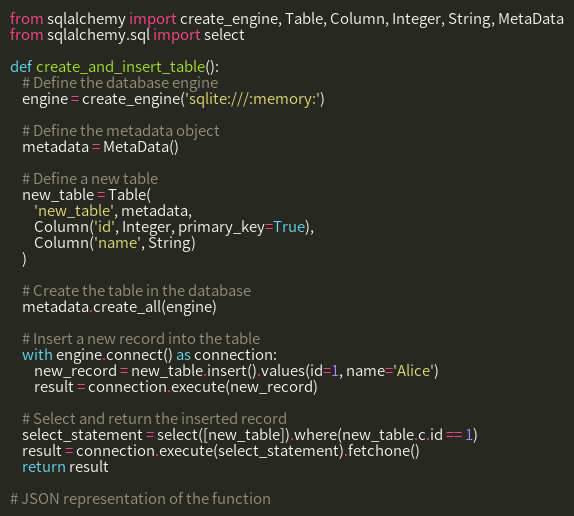 from sqlalchemy import create_engine, Table, Column, Integer, String, MetaData
from sqlalchemy.sql import select

def create_and_insert_table():
    # Define the database engine
    engine = create_engine('sqlite:///:memory:')

    # Define the metadata object
    metadata = MetaData()

    # Define a new table
    new_table = Table(
        'new_table', metadata,
        Column('id', Integer, primary_key=True),
        Column('name', String)
    )

    # Create the table in the database
    metadata.create_all(engine)

    # Insert a new record into the table
    with engine.connect() as connection:
        new_record = new_table.insert().values(id=1, name='Alice')
        result = connection.execute(new_record)

    # Select and return the inserted record
    select_statement = select([new_table]).where(new_table.c.id == 1)
    result = connection.execute(select_statement).fetchone()
    return result

# JSON representation of the function